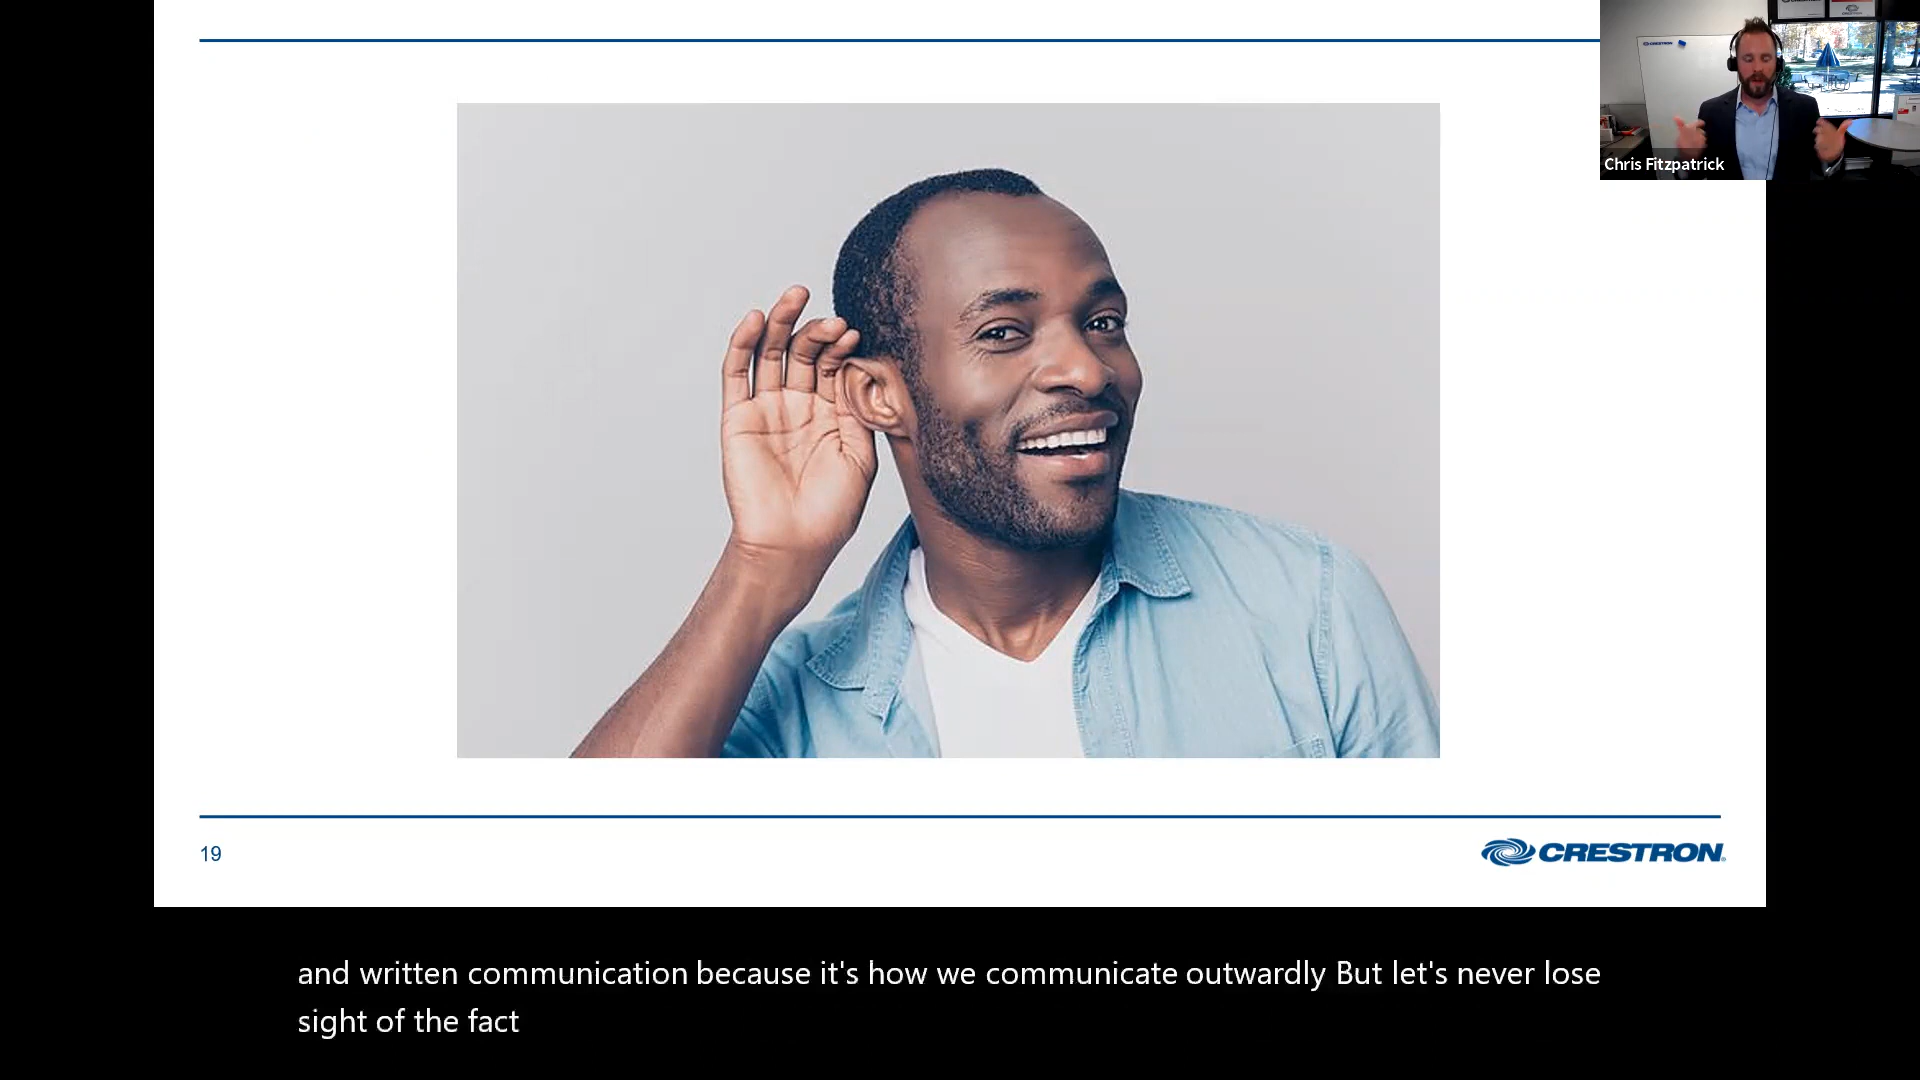 CRESTRON
Chris Fitzpatrick
19
CRESTRON
and written communication because it's how we communicate outwardly But let's never lose
sight of the fact